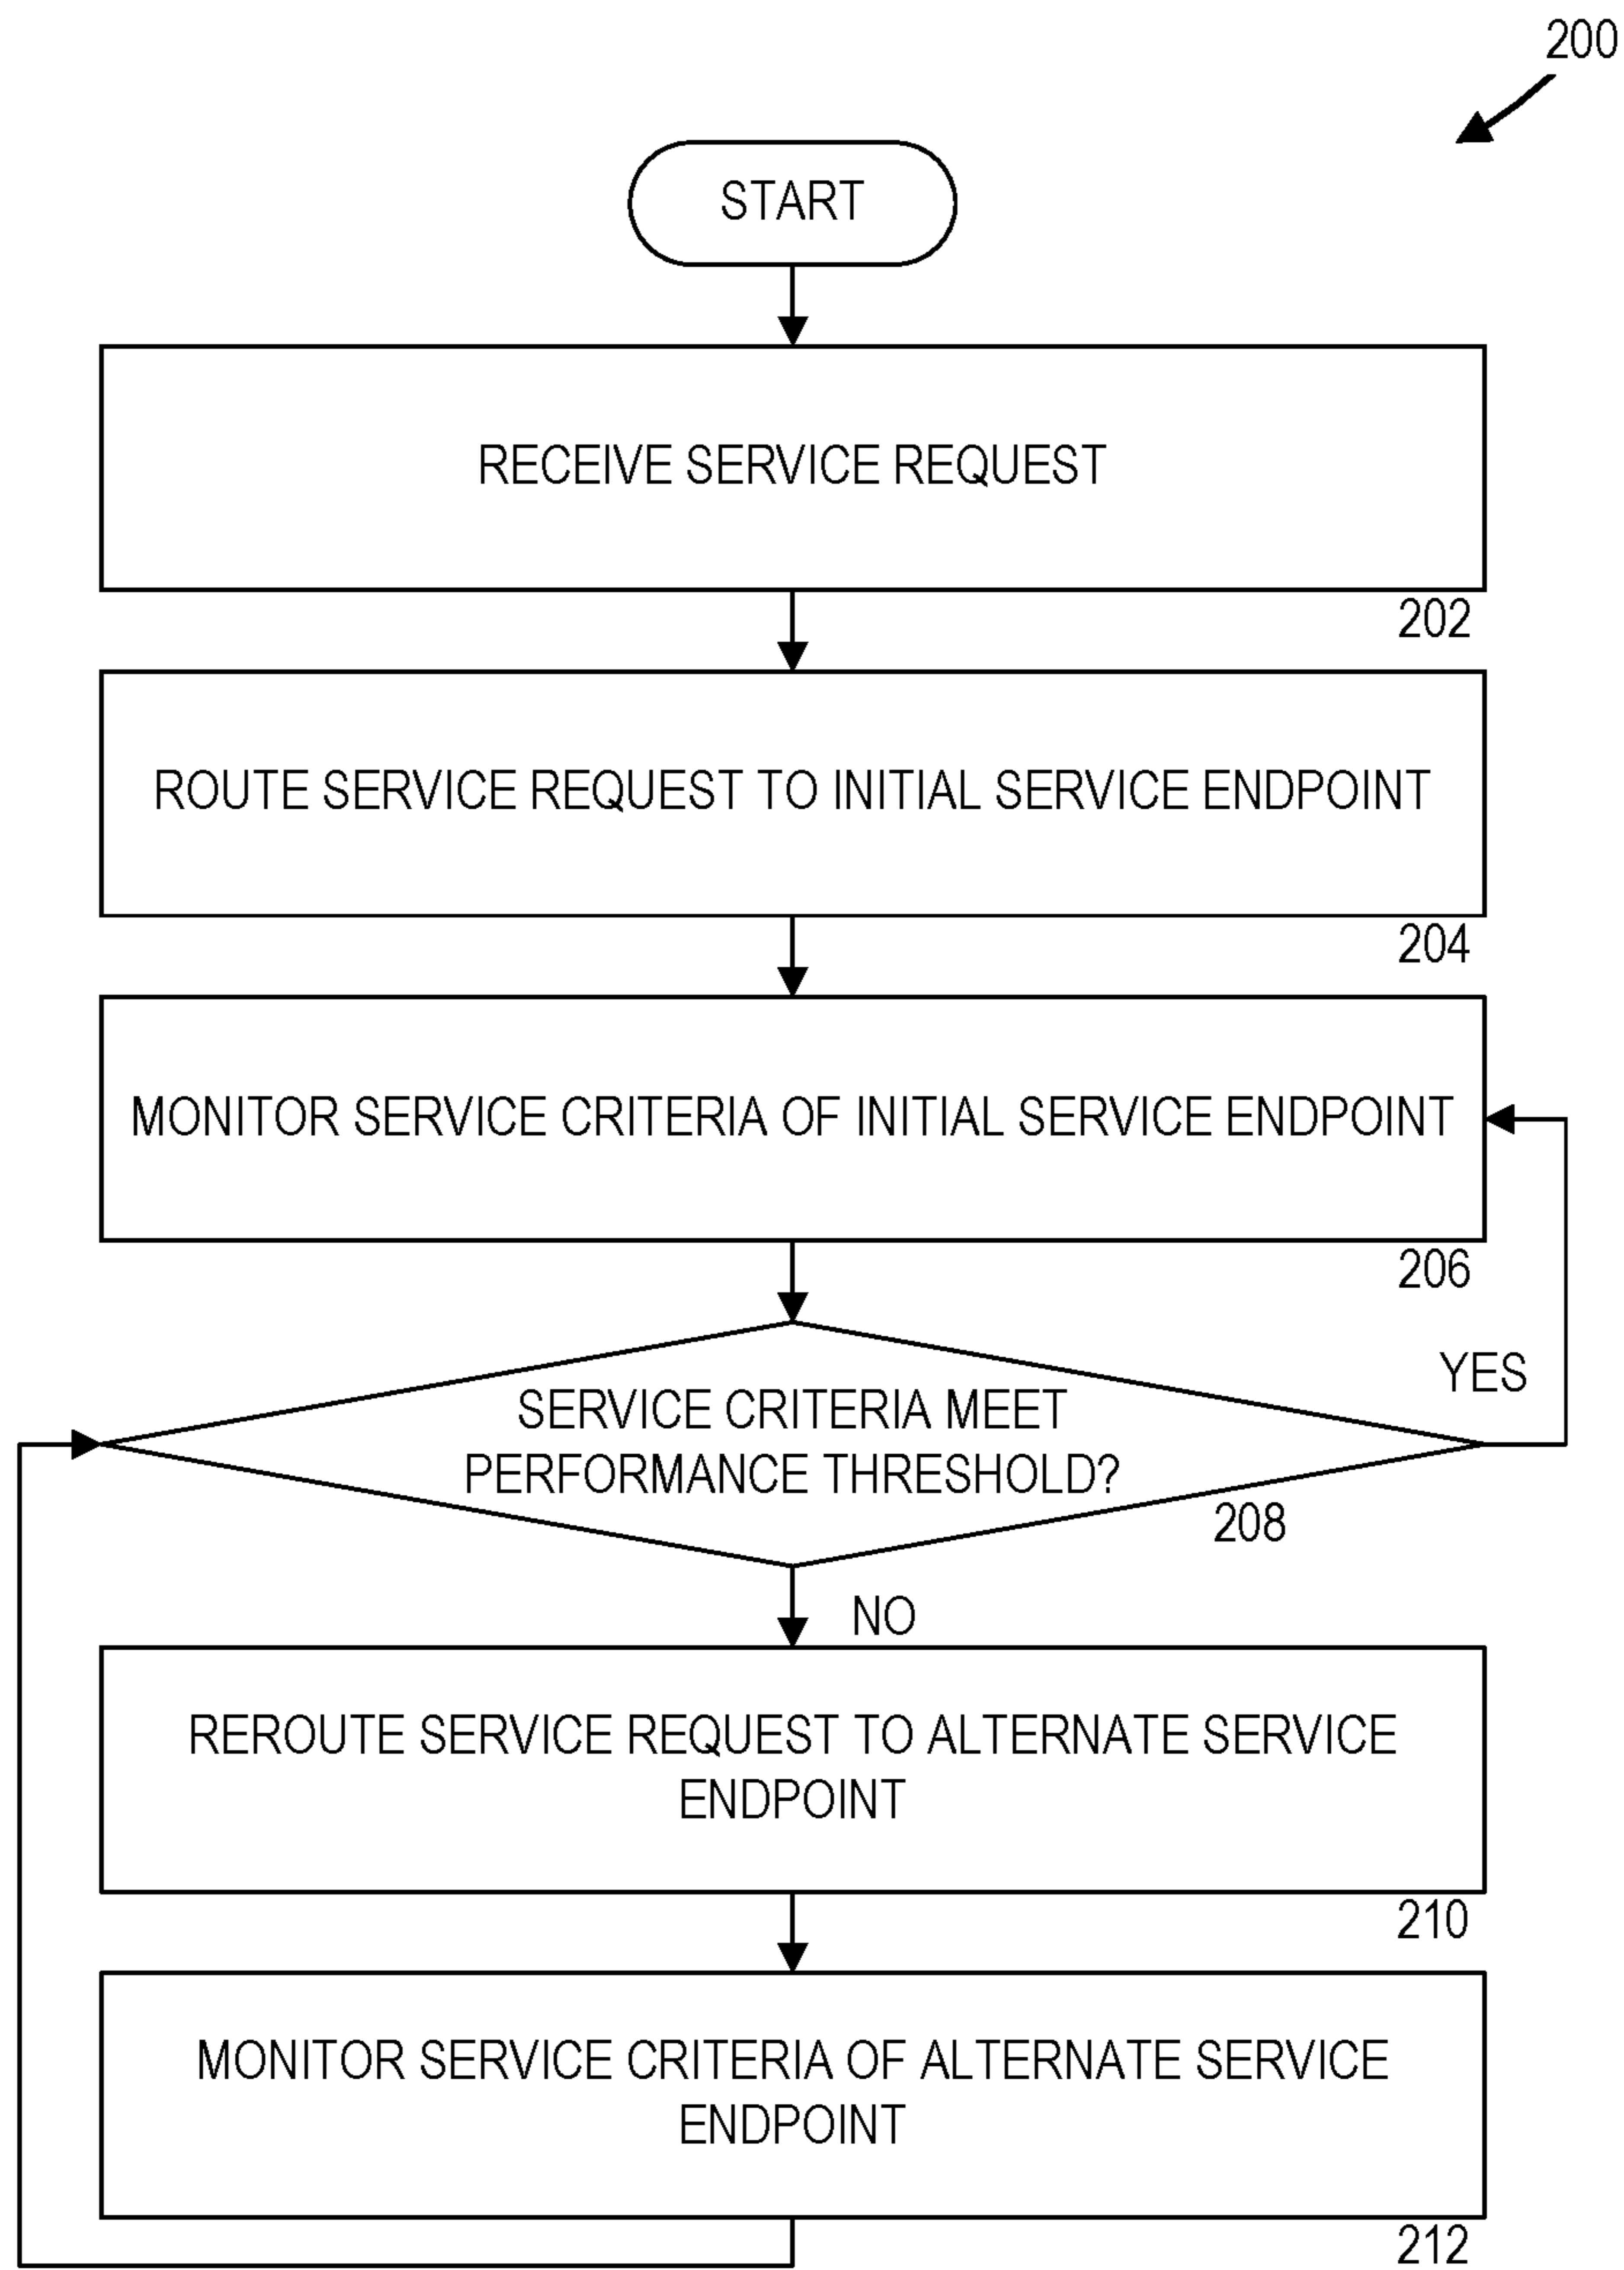 200
START
RECEIVE SERVICE REQUEST
202
ROUTE SERVICE REQUEST TO INITIAL SERVICE ENDPOINT
204
MONITOR SERVICE CRITERIA OF INITIAL SERVICE ENDPOINT
206
YES
SERVICE CRITERIA MEET
PERFORMANCE THRESHOLD?
208
NO
REROUTE SERVICE REQUEST TO ALTERNATE SERVICE
ENDPOINT
210
MONITOR SERVICE CRITERIA OF ALTERNATE SERVICE
ENDPOINT
212